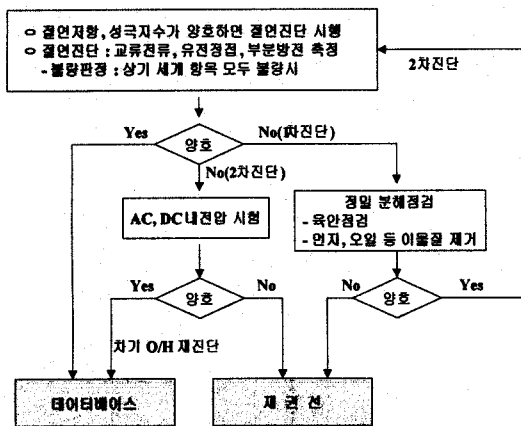 ○ 절연저항, 성극지수가 양호하면 절연진단 시행
○ 절연진단 : 교류전류, 유전정접, 부분방전 측정
- 불량판정 : 상기 세개 항목 모두 불량시
2차진단
Yes
양호
No(1차진단)
No(2차진단)
AC, DC 내전압 시험
정밀 분해점검
- 육안점검
- 먼지, 오일 등 이물질 제거
Yes
양호
No
No
양호
Yes
차기 O/H 재진단
데이터베이스
재 권 선